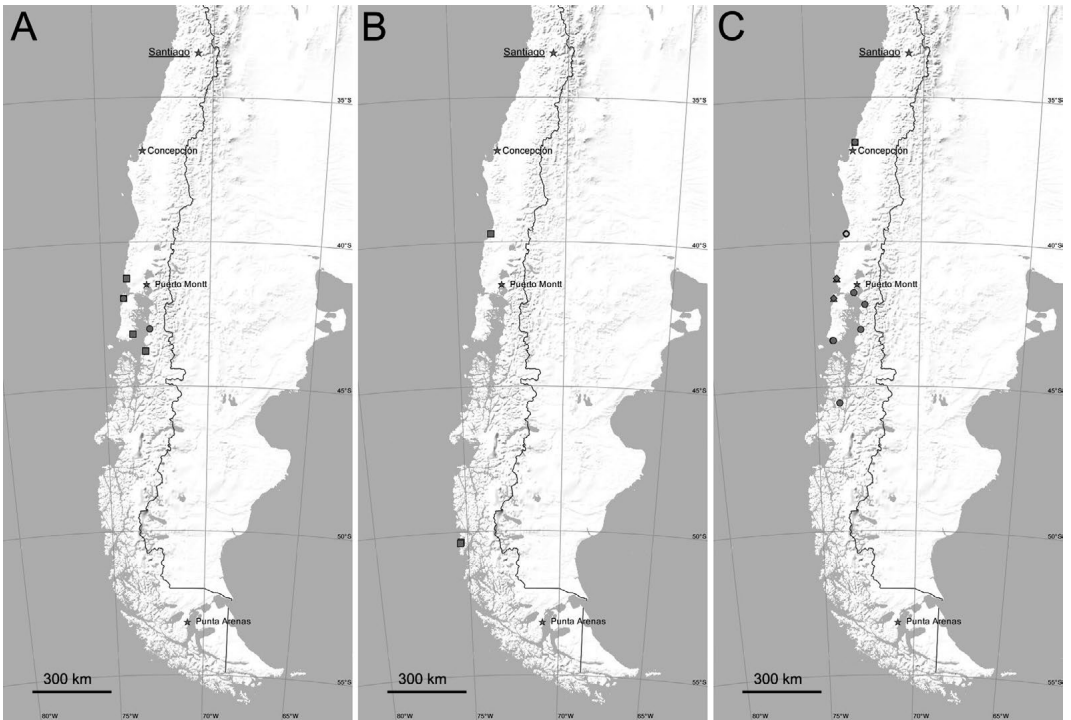 A
Santiago
35°S
Concepción
40°S
Puerto Montt
45°S
50°S
Punta Arenas
300 km
55°S
80°W
75°W
70°W
65°W
B
Santiago
35°S
Concepción
40°S
Puerto Montt
45°S
50°S
Punta Arenas
300 km
55°S
80°W
75°W
70°W
65°W
C
Santiago
35°S
Concepción
40°S
Puerto Montt
45°S
50°S
Punta Arenas
300 km
55°S
80°W
75°W
70°W
65°W